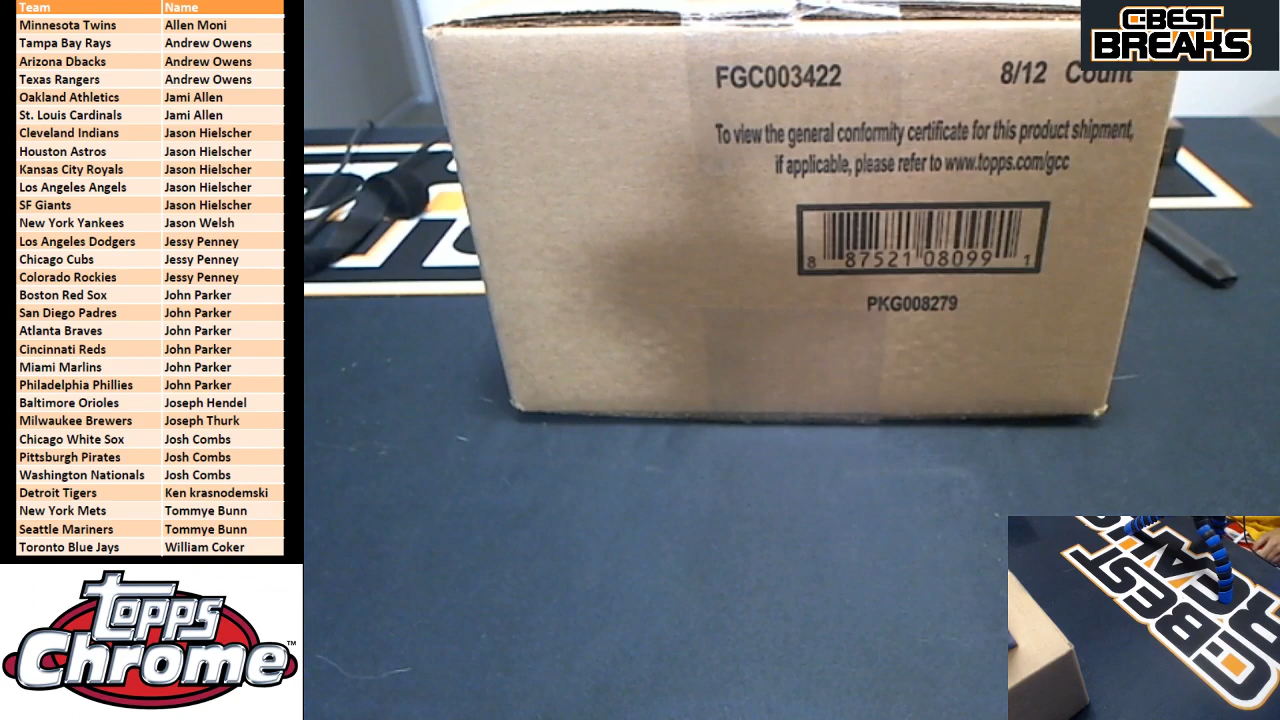 Team Name
Minnesota Twins Allen Moni
Tampa Bay Rays Andrew Owens
Arizona Dbacks Andrew Owens
Texas Rangers Andrew Owens
Oakland Athletics Jami Allen
St. Louis Cardinals Jami Allen
Cleveland Indians Jason Hielscher
Houston Astros Jason Hielscher
Kansas City Royals Jason Hielscher
Los Angeles Angels Jason Hielscher
SF Giants Jason Hielscher
New York Yankees Jason Welsh
Los Angeles Dodgers Jessy Penney
Chicago Cubs Jessy Penney
Colorado Rockies Jessy Penney
Boston Red Sox John Parker
San Diego Padres John Parker
Atlanta Braves John Parker
Cincinnati Reds John Parker
Miami Marlins John Parker
Philadelphia Phillies John Parker
Baltimore Orioles Joseph Hendel
Milwaukee Brewers Joseph Thurk
Chicago White Sox Josh Combs
Pittsburgh Pirates Josh Combs
Washington Nationals Josh Combs
Detroit Tigers Ken krasnodemski
New York Mets Tommye Bunn
Seattle Mariners Tommye Bunn
Toronto Blue Jays William Coker
topps
Chrome™
C-BEST
BREAKS
FGC003422 8/12 Count
To view the general conformity certificate for this product shipment,
if applicable, please refer to www.topps.com/gcc
8 87521 08099 1
PKG008279
C-BEST